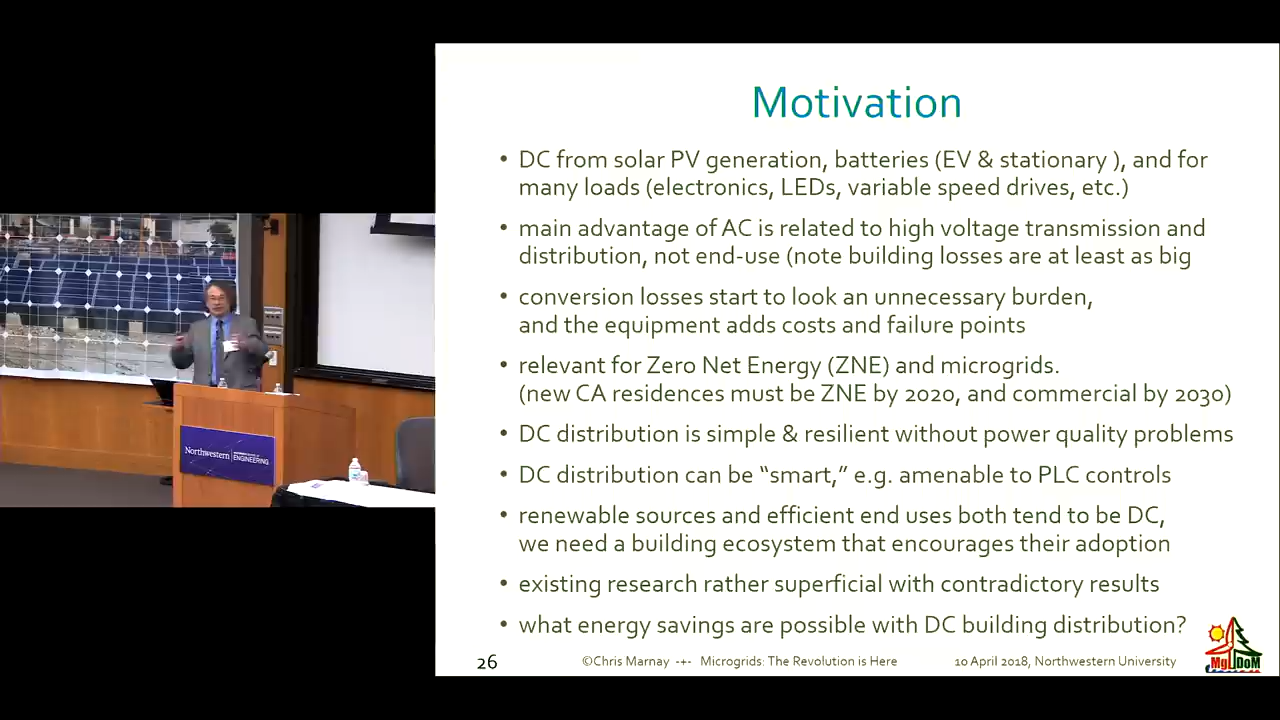 Motivation
• DC from solar PV generation, batteries (EV & stationary ), and for
many loads (electronics, LEDs, variable speed drives, etc.)
• main advantage of AC is related to high voltage transmission and
distribution, not end-use (note building losses are at least as big
• conversion losses start to look an unnecessary burden,
and the equipment adds costs and failure points
• relevant for Zero Net Energy (ZNE) and microgrids.
(new CA residences must be ZNE by 2020, and commercial by 2030)
• DC distribution is simple & resilient without power quality problems
• DC distribution can be “smart,” e.g. amenable to PLC controls
• renewable sources and efficient end uses both tend to be DC,
we need a building ecosystem that encourages their adoption
• existing research rather superficial with contradictory results
• what energy savings are possible with DC building distribution?
26
©Chris Marnay -+- Microgrids: The Revolution is Here
10 April 2018, Northwestern University
MgDoM
Northwestern
ENGINEERING